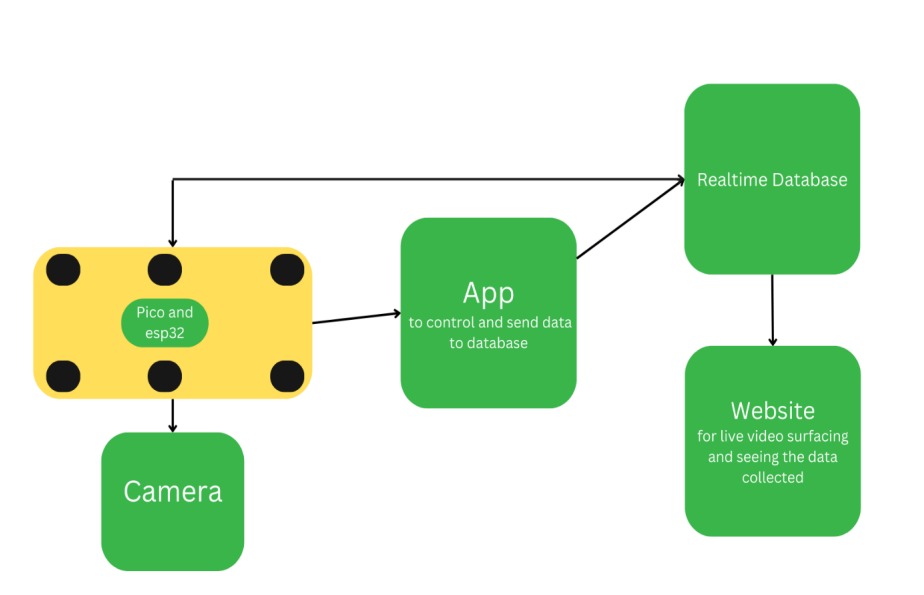 Realtime Database
Pico and
esp32
App
to control and send data
to database
Camera
Website
for live video surfacing
and seeing the data
collected